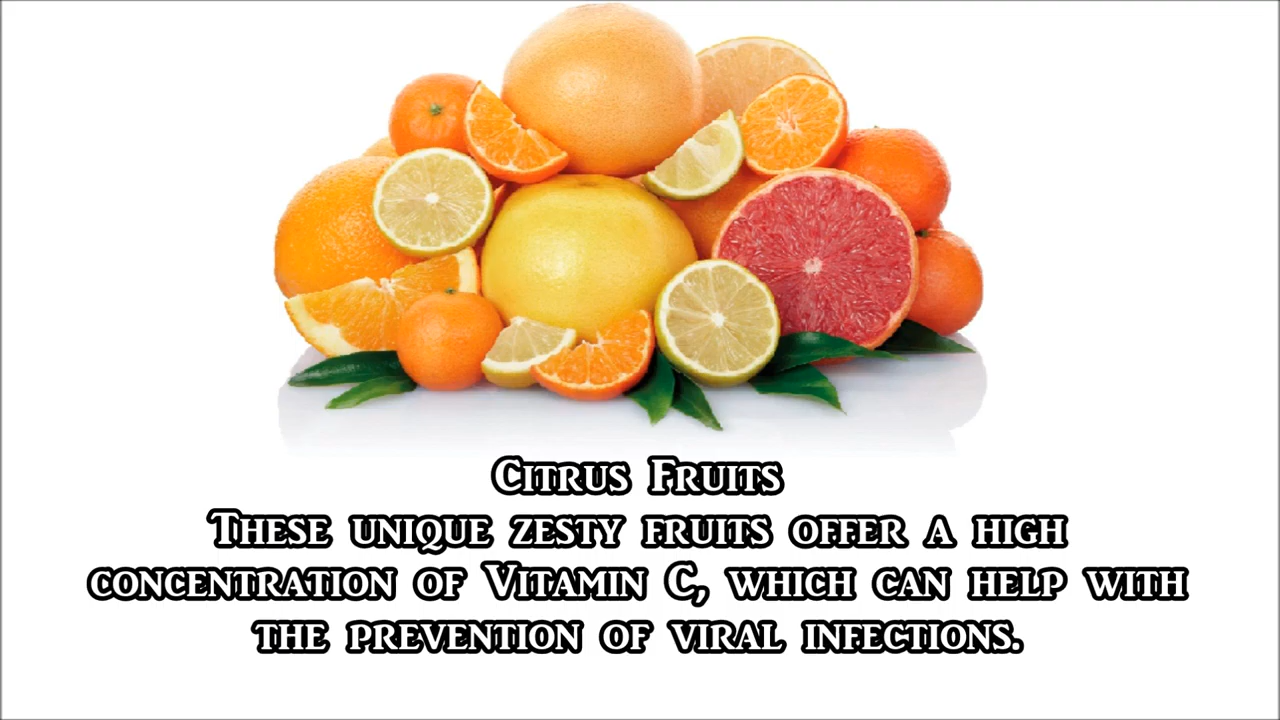 Citrus Fruits
These unique zesty fruits offer a high
concentration of Vitamin C, which can help with
the prevention of viral infections.